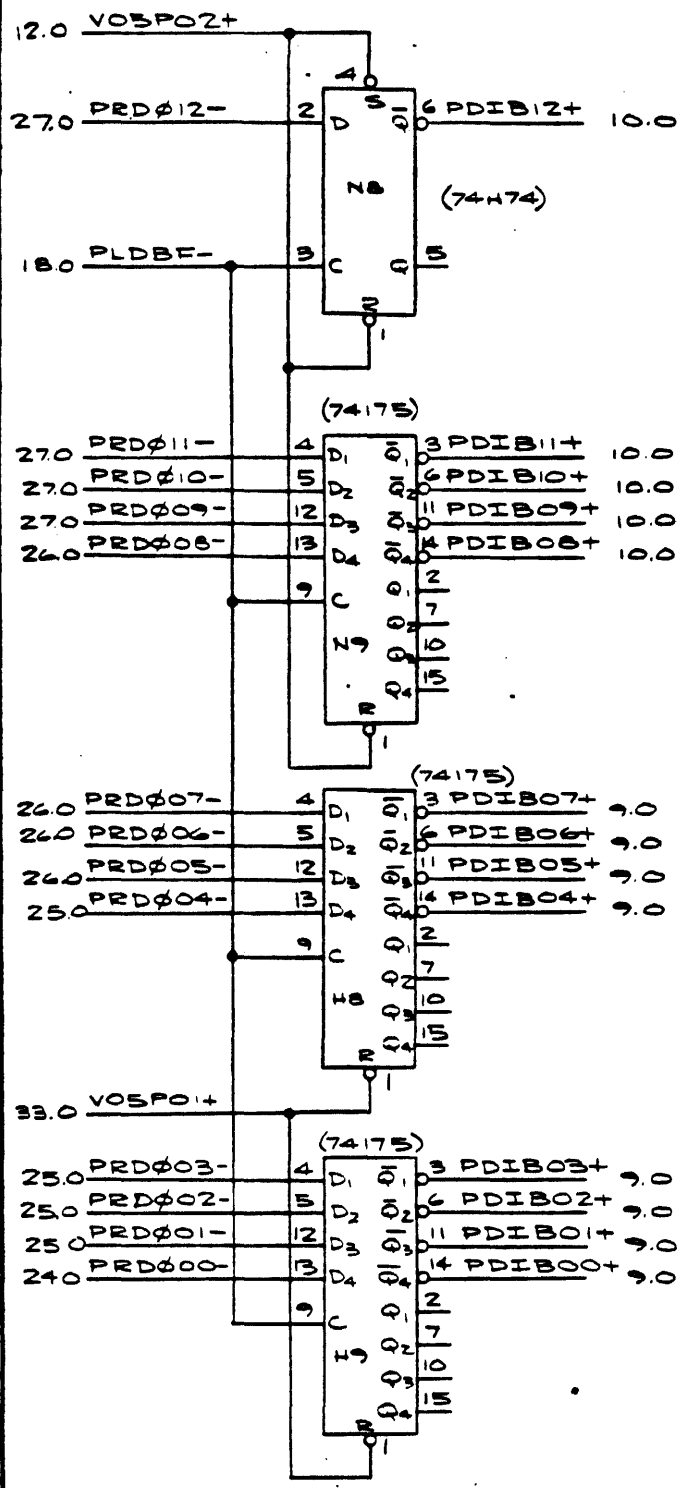 12.0 V05P02+
4
S
27.0 PRDØ12- 2 D Q̅ 6 PDIB12+ 10.0
N8 (74H74)
18.0 PLDBF- 3 C Q 5
R
1
(74175)
27.0 PRDØ11- 4 D1 Q̅1 3 PDIB11+ 10.0
27.0 PRDØ10- 5 D2 Q̅2 6 PDIB10+ 10.0
27.0 PRDØ09- 12 D3 Q̅3 11 PDIB09+ 10.0
26.0 PRDØ08- 13 D4 Q̅4 14 PDIB08+ 10.0
9 C Q1 2
Q2 7
N9 Q3 10
Q4 15
R
1
(74175)
26.0 PRDØ07- 4 D1 Q̅1 3 PDIB07+ 9.0
26.0 PRDØ06- 5 D2 Q̅2 6 PDIB06+ 9.0
26.0 PRDØ05- 12 D3 Q̅3 11 PDIB05+ 9.0
25.0 PRDØ04- 13 D4 Q̅4 14 PDIB04+ 9.0
9 C Q1 2
Q2 7
H8 Q3 10
Q4 15
R
1
33.0 V05P01+
(74175)
25.0 PRDØ03- 4 D1 Q̅1 3 PDIB03+ 9.0
25.0 PRDØ02- 5 D2 Q̅2 6 PDIB02+ 9.0
25.0 PRDØ01- 12 D3 Q̅3 11 PDIB01+ 9.0
24.0 PRDØ00- 13 D4 Q̅4 14 PDIB00+ 9.0
9 C Q1 2
Q2 7
H9 Q3 10
Q4 15
R
1